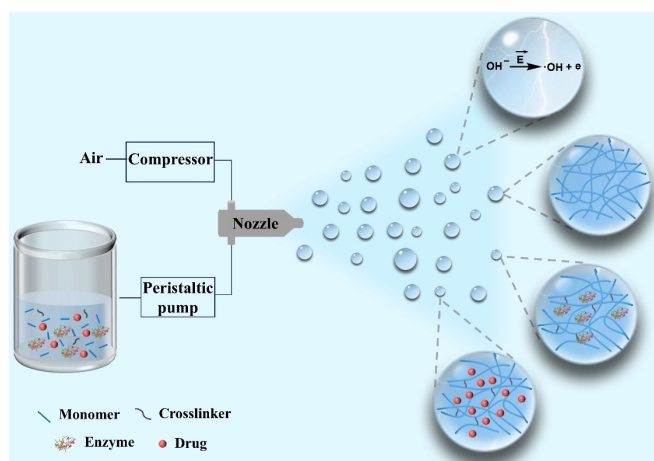 OH⁻ E→ ·OH + e
Air
Compressor
Nozzle
Peristaltic
pump
Monomer
Crosslinker
Enzyme
Drug